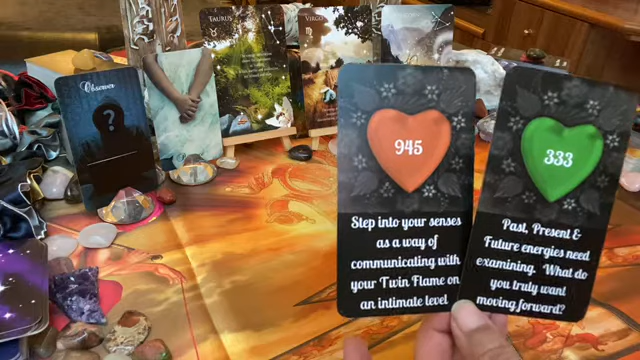 TAURUS
VIRGO
Observer
?
945
Step into your senses
as a way of
communicating with
your Twin Flame on
an intimate level
333
Past, Present &
Future energies need
examining. What do
you truly want
moving forward?